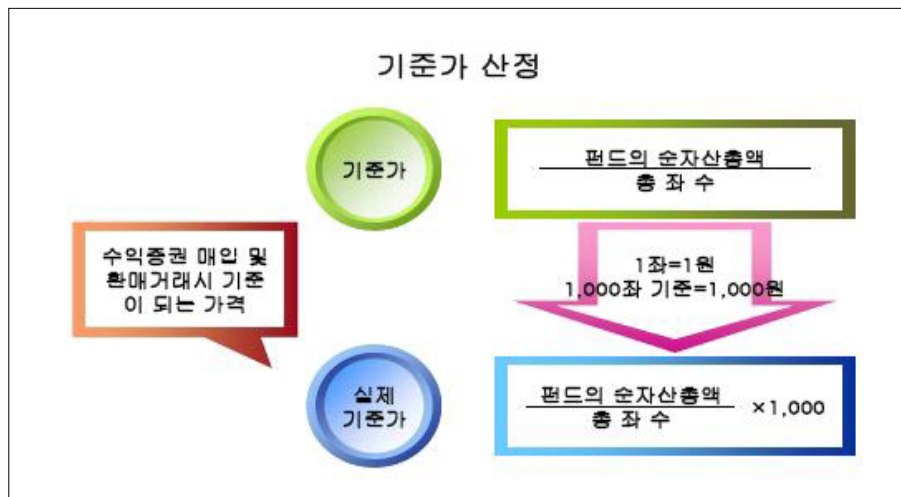 기준가 산정
기준가
펀드의 순자산총액
총 좌 수
수익증권 매입 및
환매거래시 기준
이 되는 가격
1좌=1원
1,000좌 기준=1,000원
실제
기준가
펀드의 순자산총액
총 좌 수
×1,000